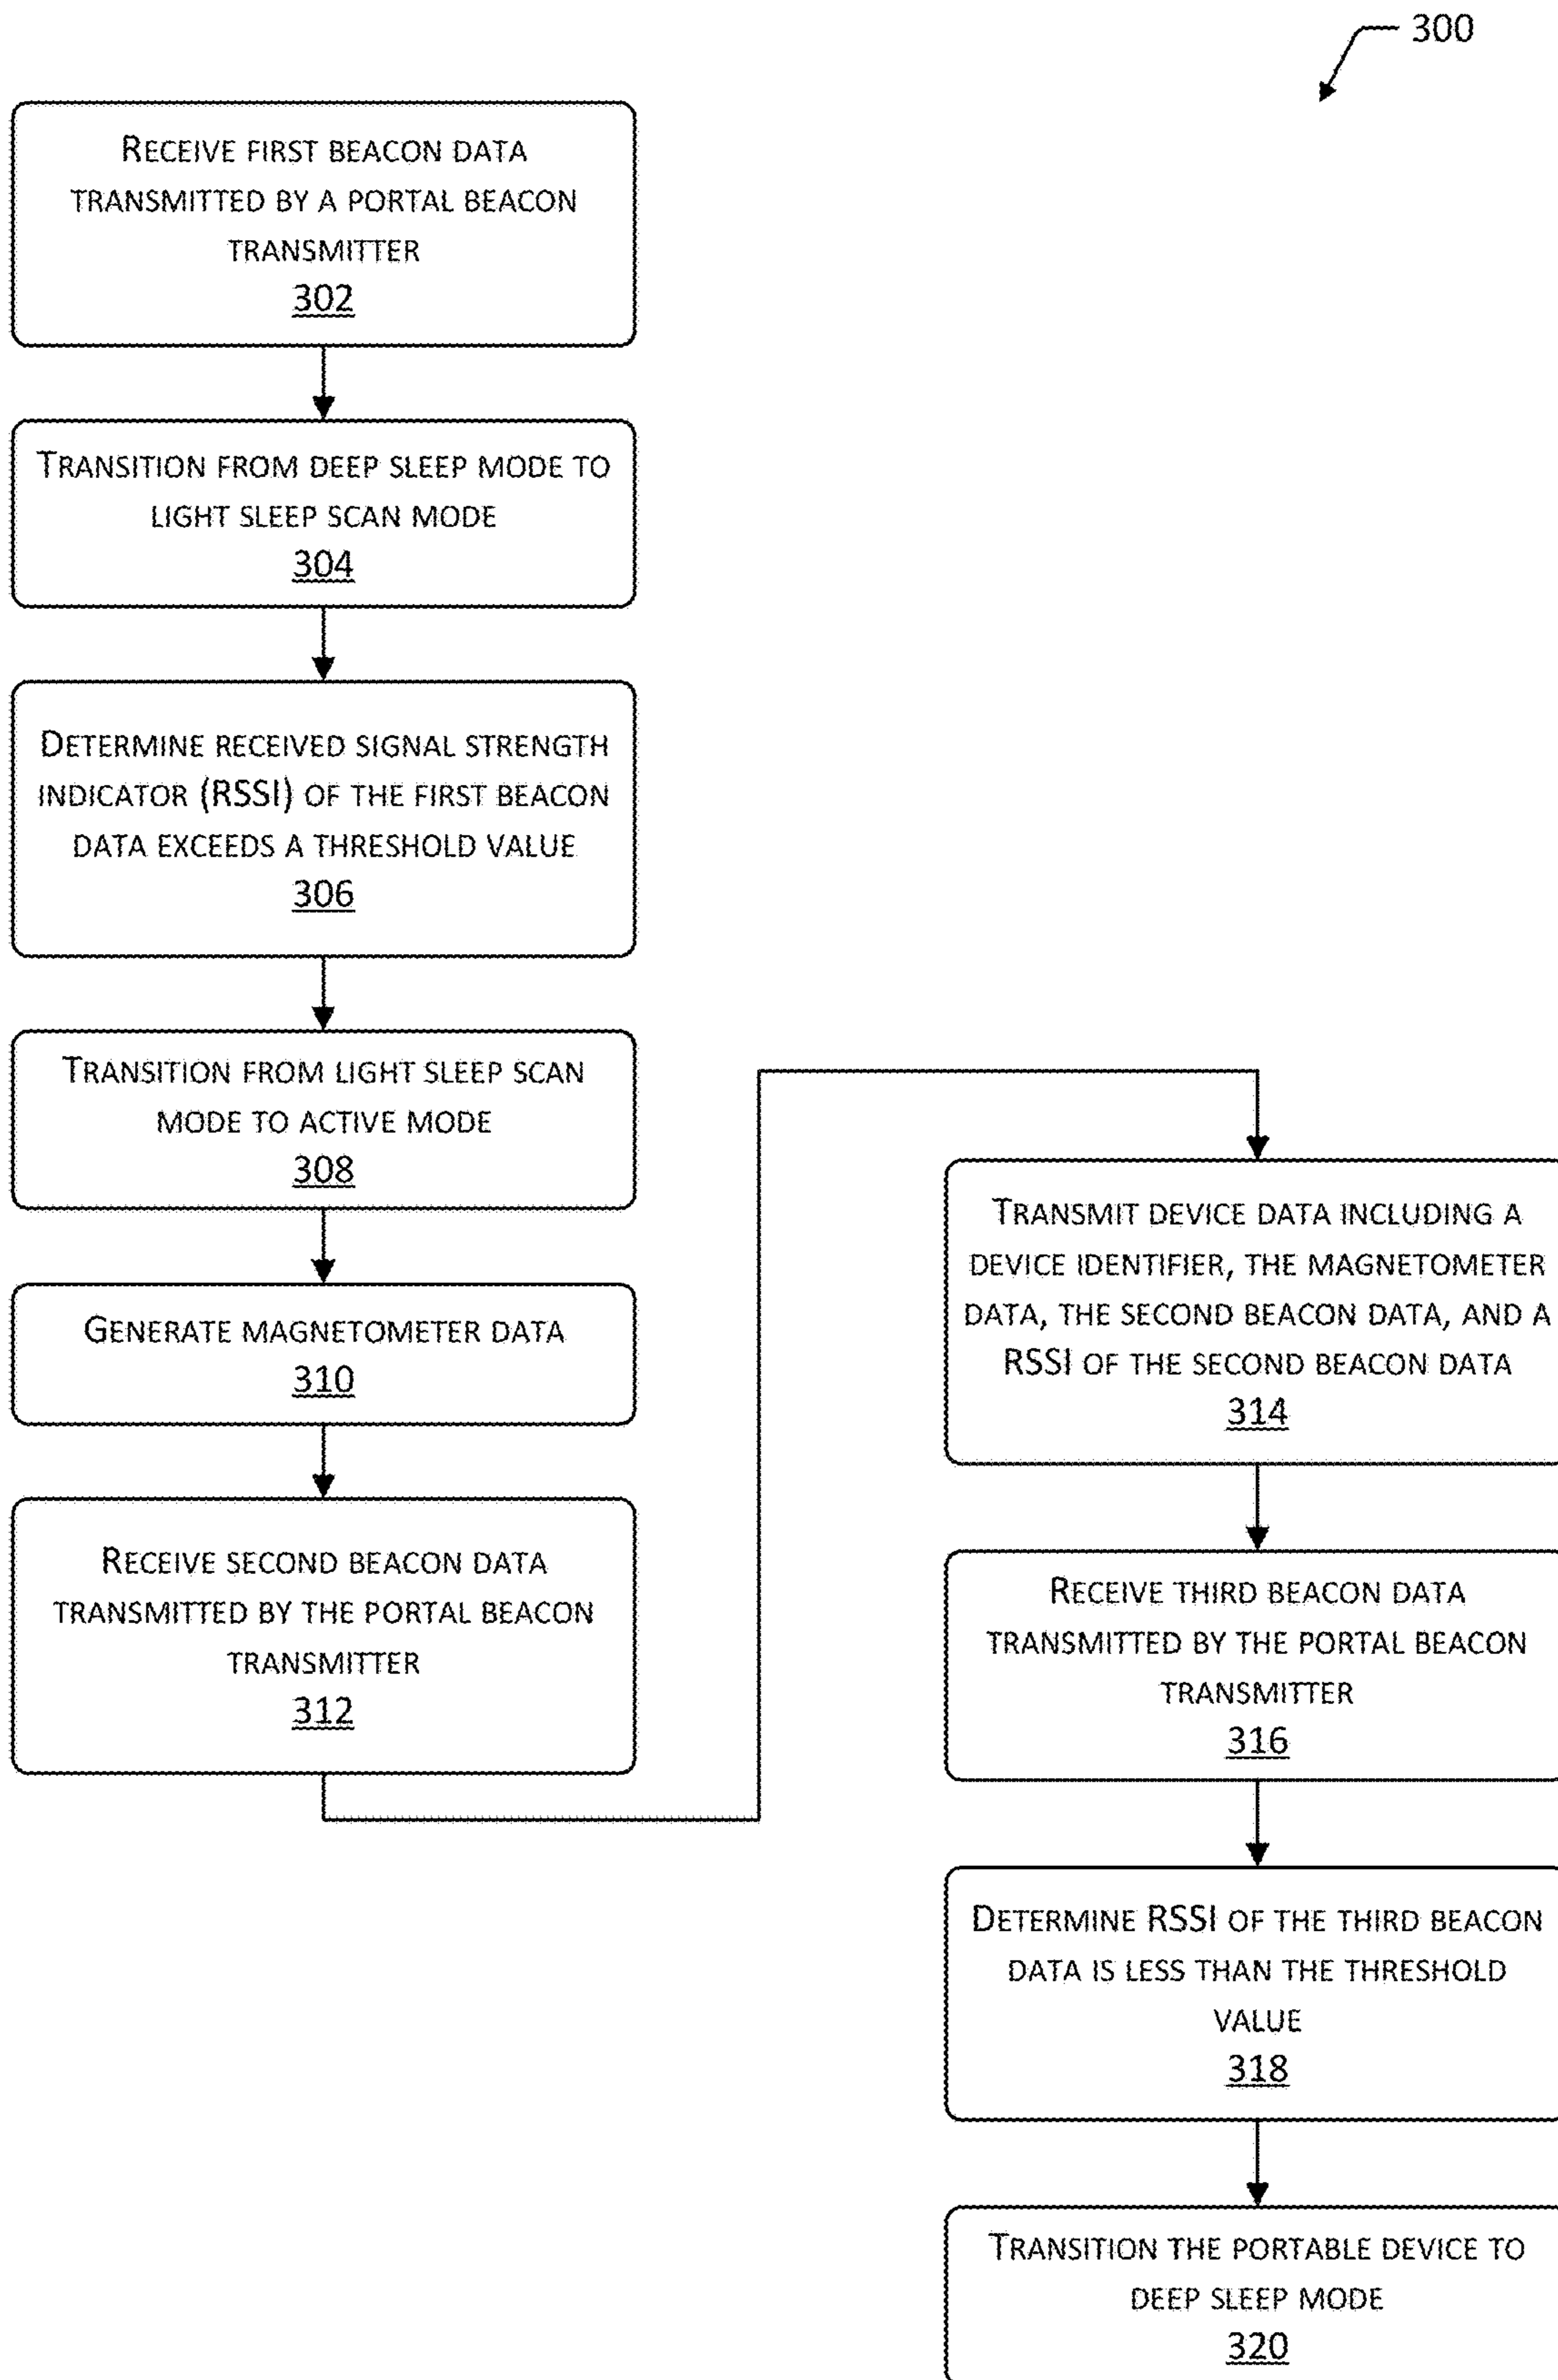 300
RECEIVE FIRST BEACON DATA
TRANSMITTED BY A PORTAL BEACON
TRANSMITTER
302
TRANSITION FROM DEEP SLEEP MODE TO
LIGHT SLEEP SCAN MODE
304
DETERMINE RECEIVED SIGNAL STRENGTH
INDICATOR (RSSI) OF THE FIRST BEACON
DATA EXCEEDS A THRESHOLD VALUE
306
TRANSITION FROM LIGHT SLEEP SCAN
MODE TO ACTIVE MODE
308
GENERATE MAGNETOMETER DATA
310
RECEIVE SECOND BEACON DATA
TRANSMITTED BY THE PORTAL BEACON
TRANSMITTER
312
TRANSMIT DEVICE DATA INCLUDING A
DEVICE IDENTIFIER, THE MAGNETOMETER
DATA, THE SECOND BEACON DATA, AND A
RSSI OF THE SECOND BEACON DATA
314
RECEIVE THIRD BEACON DATA
TRANSMITTED BY THE PORTAL BEACON
TRANSMITTER
316
DETERMINE RSSI OF THE THIRD BEACON
DATA IS LESS THAN THE THRESHOLD
VALUE
318
TRANSITION THE PORTABLE DEVICE TO
DEEP SLEEP MODE
320